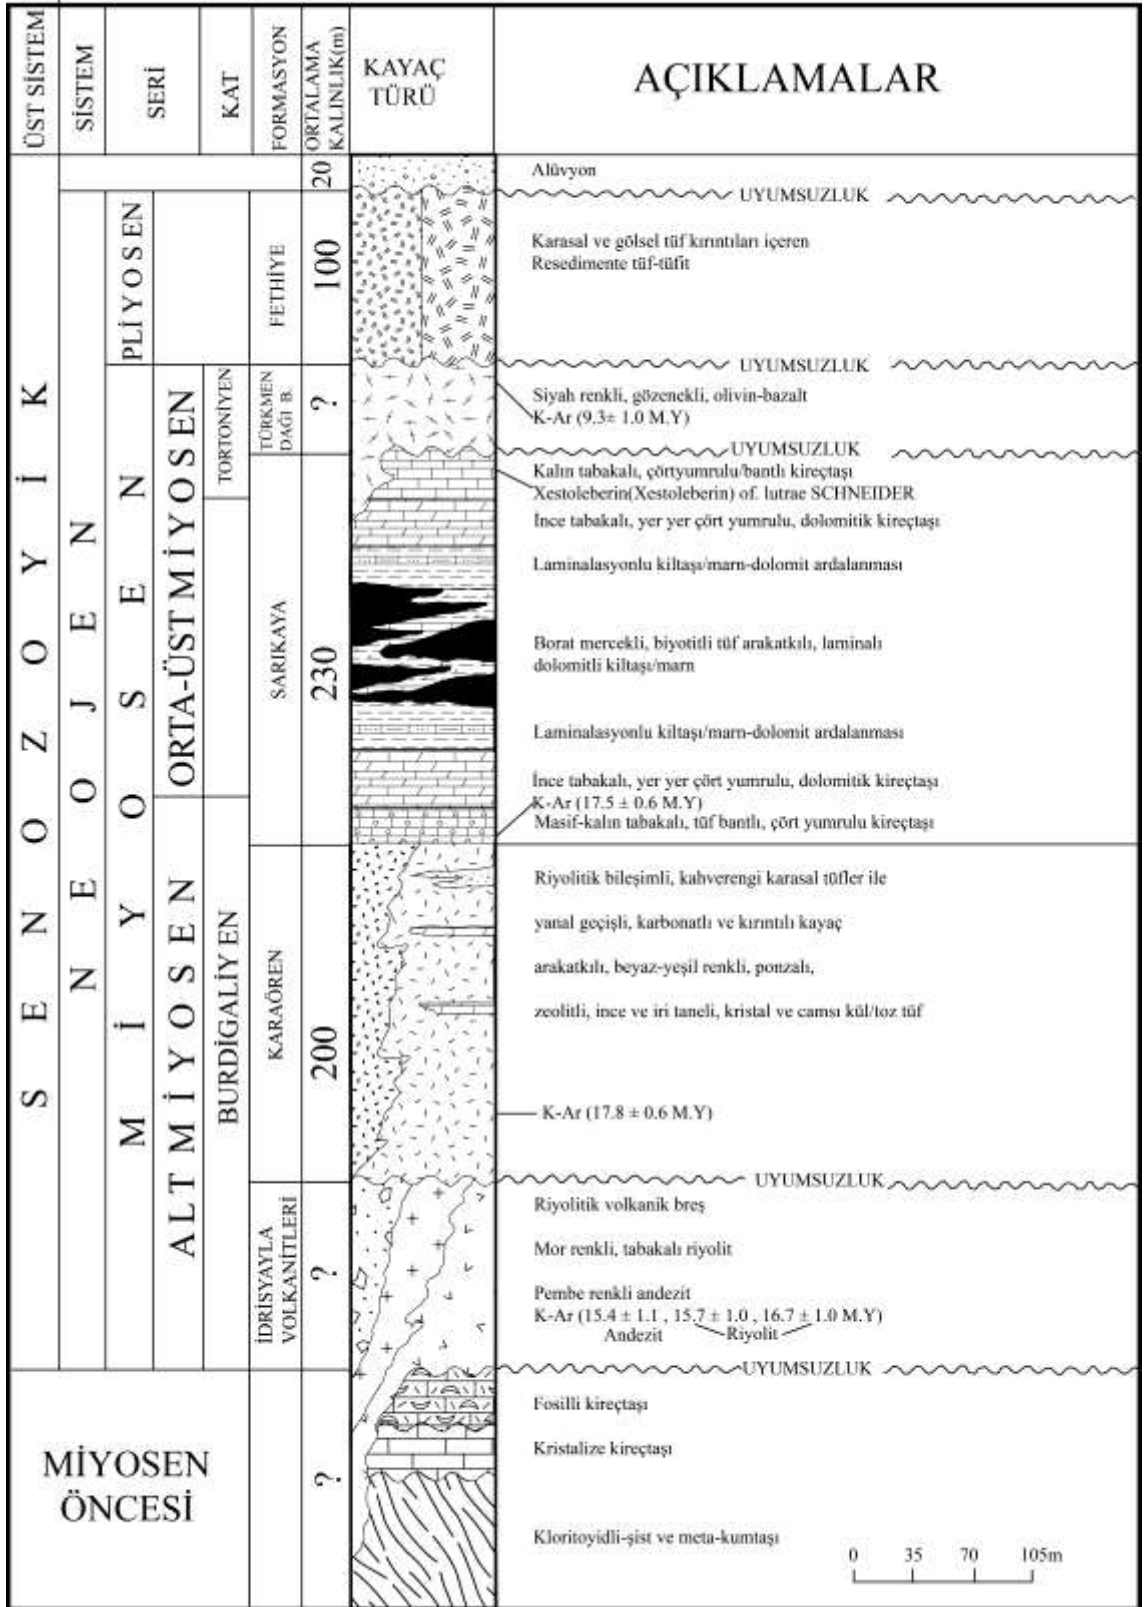 ÜST SİSTEM
SİSTEM
SERİ
KAT
FORMASYON
ORTALAMA
KALINLIK(m)
KAYAÇ
TÜRÜ
AÇIKLAMALAR
SENOZOYİK
NEOJEN
MİYOSEN
PLİYOSEN
ORTA-ÜSTMİYOSEN
ALTMİYOSEN
TORTONİYEN
BURDİGALİYEN
20
Alüvyon
UYUMSUZLUK
FETHİYE
100
Karasal ve gölsel tüf kırıntıları içeren
Resedimente tüf-tüfit
UYUMSUZLUK
TÜRKMEN
DAĞI B.
?
Siyah renkli, gözenekli, olivin-bazalt
K-Ar (9.3± 1.0 M.Y)
UYUMSUZLUK
SARIKAYA
230
Kalın tabakalı, çörtyumrulu/bantlı kireçtaşı
Xestoleberin(Xestoleberin) of. lutrae SCHNEIDER
İnce tabakalı, yer yer çört yumrulu, dolomitik kireçtaşı
Laminalasyonlu kiltaşı/marn-dolomit ardalanması
Borat mercekli, biyotitli tüf arakatkılı, laminalı
dolomitli kiltaşı/marn
Laminalasyonlu kiltaşı/marn-dolomit ardalanması
İnce tabakalı, yer yer çört yumrulu, dolomitik kireçtaşı
K-Ar (17.5 ± 0.6 M.Y)
Masif-kalın tabakalı, tüf bantlı, çört yumrulu kireçtaşı
KARAÖREN
200
Riyolitik bileşimli, kahverengi karasal tüfler ile
yanal geçişli, karbonatlı ve kırıntılı kayaç
arakatkılı, beyaz-yeşil renkli, ponzalı,
zeolitli, ince ve iri taneli, kristal ve camsı kül/toz tüf
K-Ar (17.8 ± 0.6 M.Y)
UYUMSUZLUK
İDRİSYAYLA
VOLKANİTLERİ
?
Riyolitik volkanik breş
Mor renkli, tabakalı riyolit
Pembe renkli andezit
K-Ar (15.4 ± 1.1 , 15.7 ± 1.0 , 16.7 ± 1.0 M.Y)
Andezit Riyolit
UYUMSUZLUK
MİYOSEN
ÖNCESİ
?
Fosilli kireçtaşı
Kristalize kireçtaşı
Kloritoyidli-şist ve meta-kumtaşı
0 35 70 105m